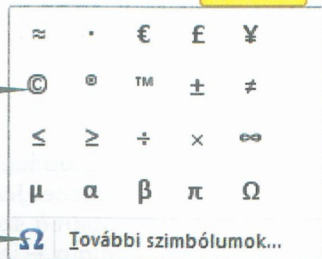 ≈ · € £ ¥
© ® ™ ± ≠
≤ ≥ ÷ × ∞
µ α β π Ω
Ω További szimbólumok...